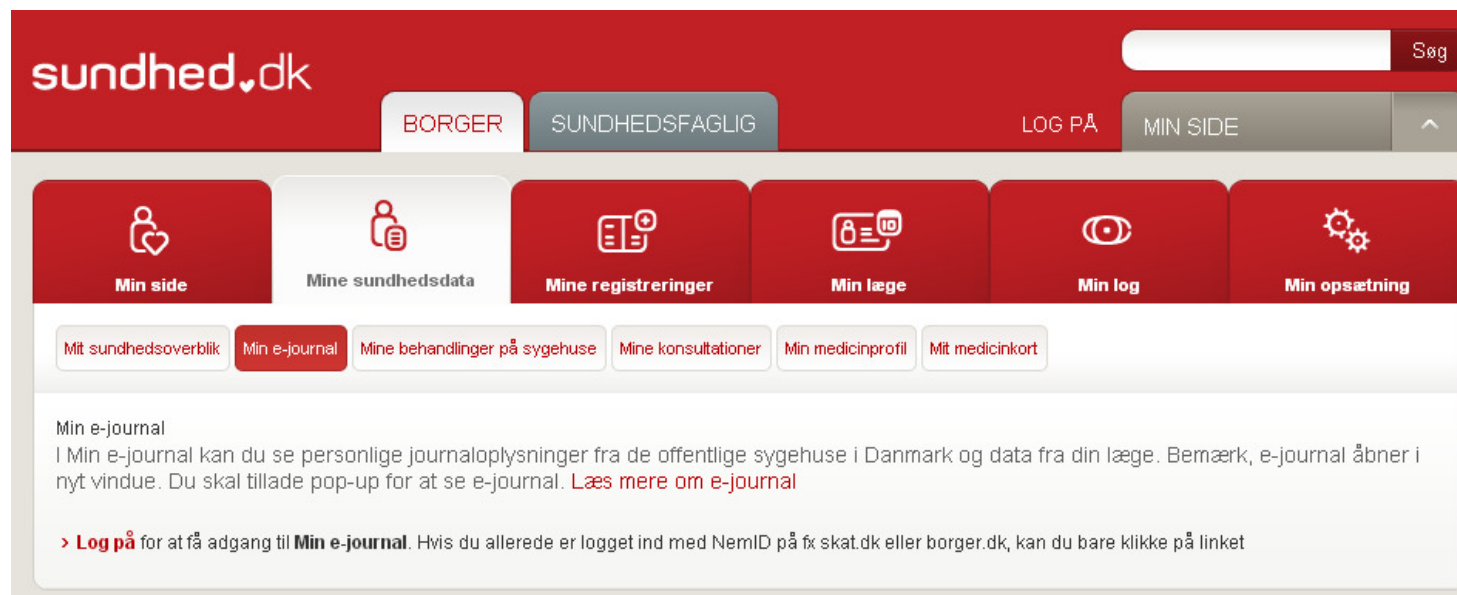 sundhed.dk
Søg
BORGER
SUNDHEDSFAGLIG
LOG PÅ
MIN SIDE
Min side
Mine sundhedsdata
Mine registreringer
ID
Min læge
Min log
Min opsætning
Mit sundhedsoverblik
Min e-journal
Mine behandlinger på sygehuse
Mine konsultationer
Min medicinprofil
Mit medicinkort
Min e-journal
I Min e-journal kan du se personlige journaloplysninger fra de offentlige sygehuse i Danmark og data fra din læge. Bemærk, e-journal åbner i
nyt vindue. Du skal tillade pop-up for at se e-journal. Læs mere om e-journal
> Log på for at få adgang til Min e-journal. Hvis du allerede er logget ind med NemID på fx skat.dk eller borger.dk, kan du bare klikke på linket